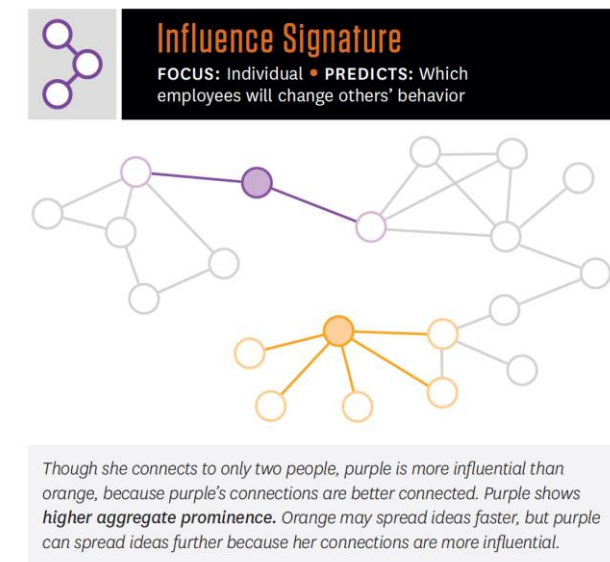 Influence Signature
FOCUS: Individual • PREDICTS: Which
employees will change others’ behavior
Though she connects to only two people, purple is more influential than
orange, because purple’s connections are better connected. Purple shows
higher aggregate prominence. Orange may spread ideas faster, but purple
can spread ideas further because her connections are more influential.